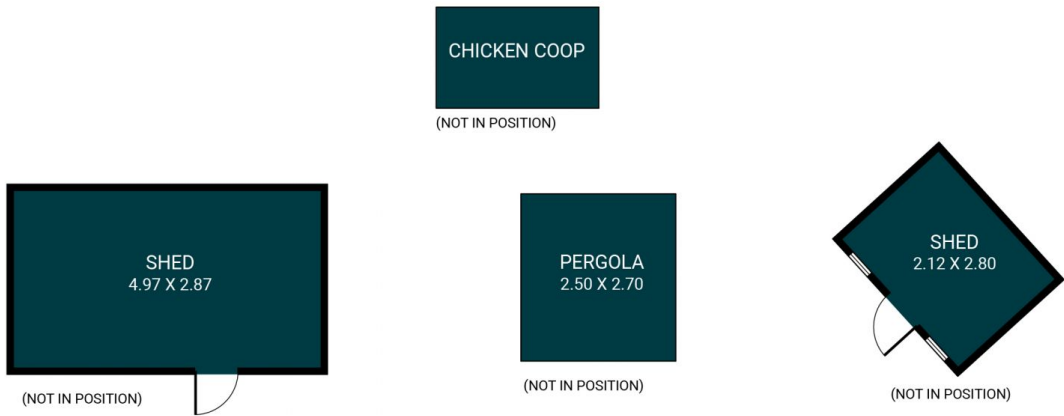 CHICKEN COOP
(NOT IN POSITION)
SHED
4.97 X 2.87
(NOT IN POSITION)
PERGOLA
2.50 X 2.70
(NOT IN POSITION)
SHED
2.12 X 2.80
(NOT IN POSITION)